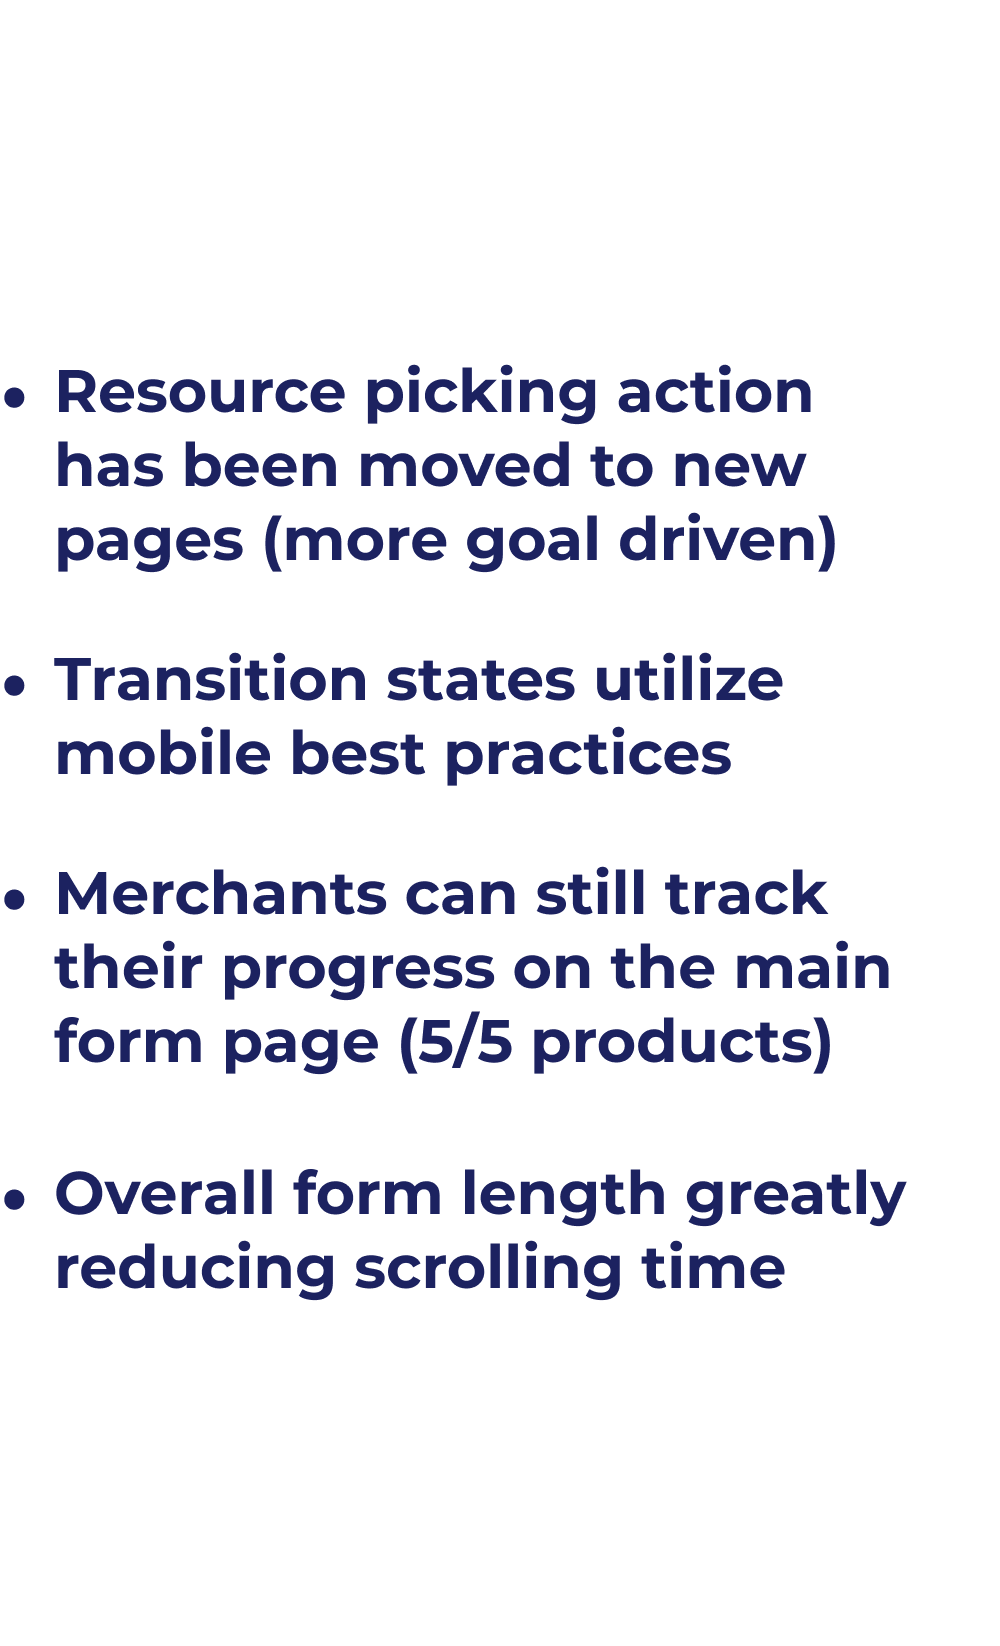 • Resource picking action
has been moved to new
pages (more goal driven)
• Transition states utilize
mobile best practices
• Merchants can still track
their progress on the main
form page (5/5 products)
• Overall form length greatly
reducing scrolling time